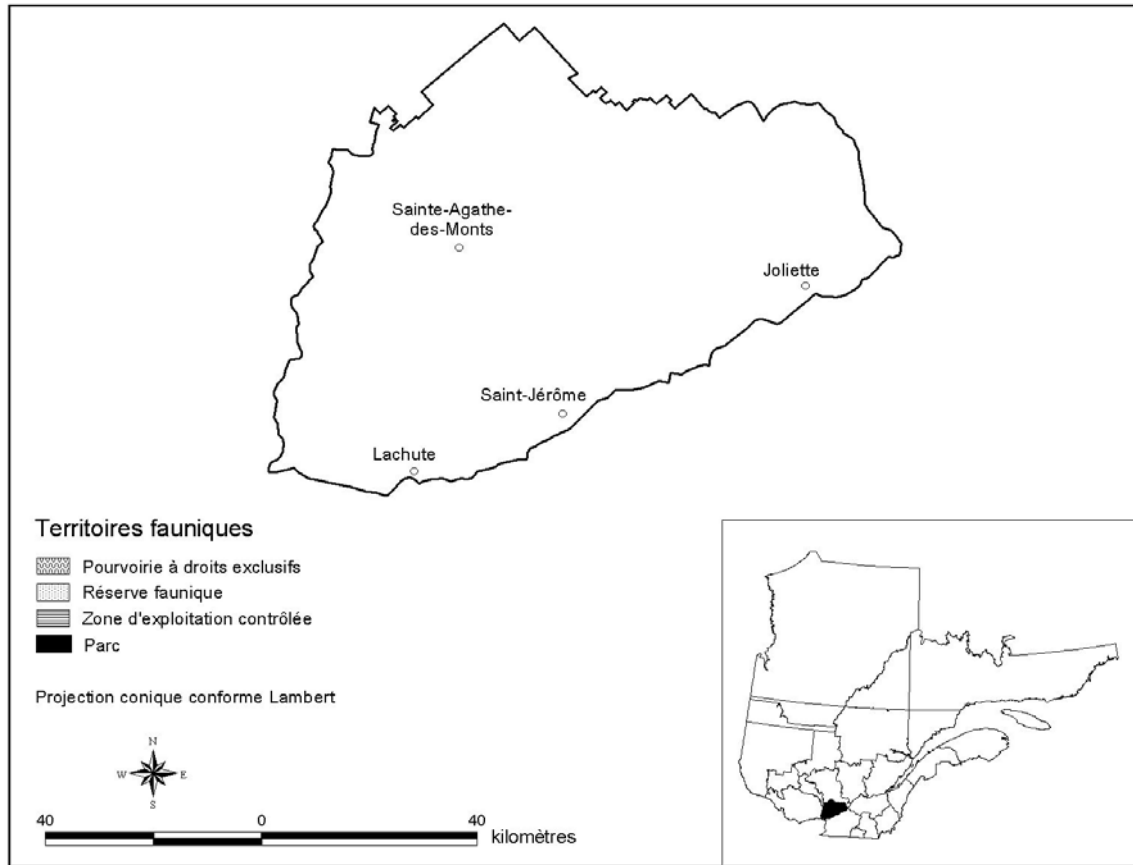 Sainte-Agathe-
des-Monts
Joliette
Saint-Jérôme
Lachute
Territoires fauniques
Pourvoirie à droits exclusifs
Réserve faunique
Zone d'exploitation contrôlée
Parc
Projection conique conforme Lambert
N
W E
S
40 0 40 kilomètres